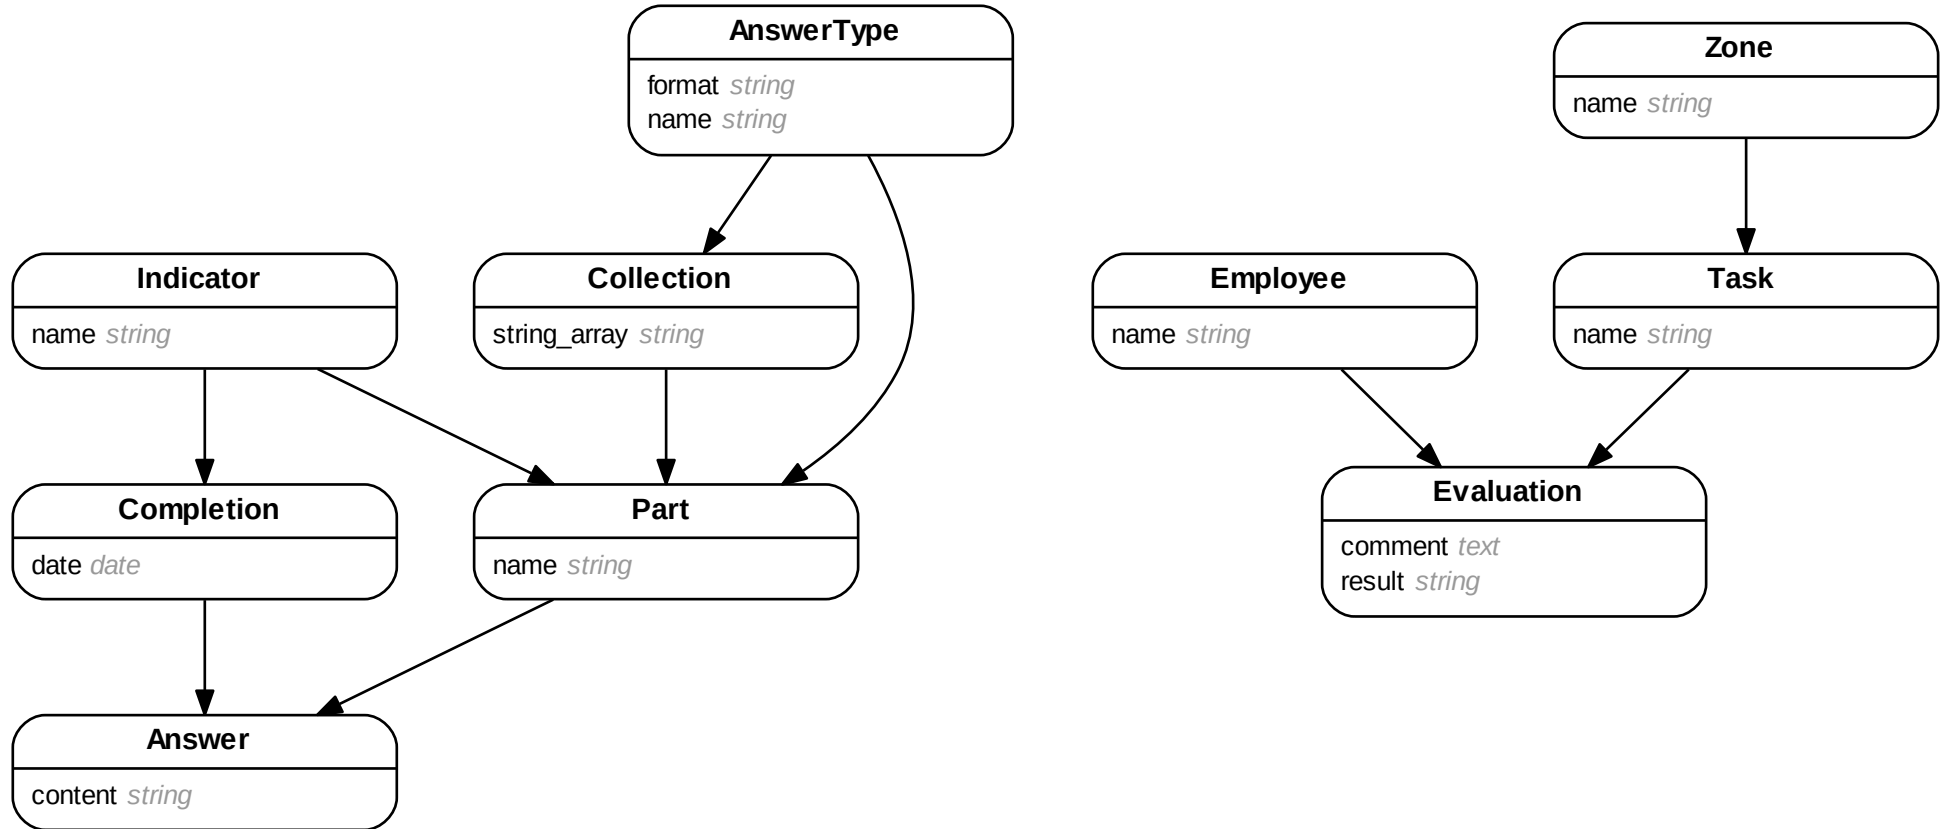 AnswerType
format string
name string
Zone
name string
Indicator
name string
Collection
string_array string
Employee
name string
Task
name string
Completion
date date
Part
name string
Evaluation
comment text
result string
Answer
content string